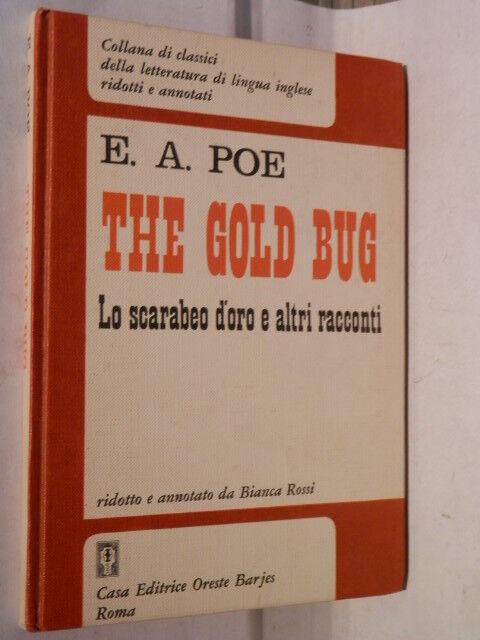 Collana di classici
della letteratura di lingua inglese
ridotti e annotati
E. A. POE
THE GOLD BUG
Lo scarabeo d'oro e altri racconti
ridotto e annotato da Bianca Rossi
Casa Editrice Oreste Barjes
Roma